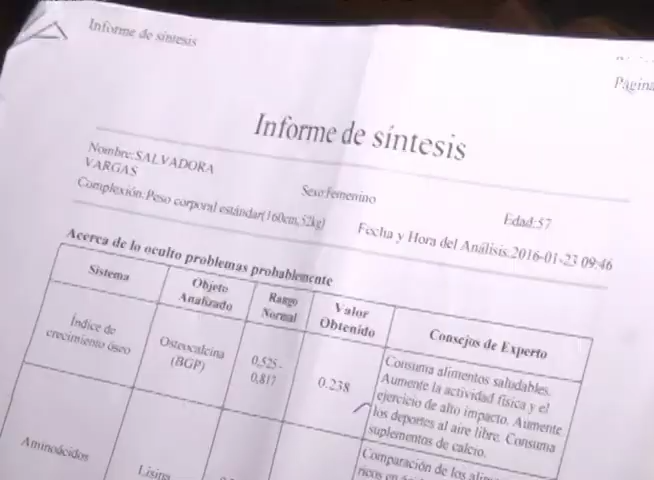 Informe de síntesis
Página
Informe de síntesis
Nombre:SALVADORA
VARGAS
Sexo:Femenino
Edad:57
Complexión:Peso corporal estándar(160cm,52kg)
Fecha y Hora del Análisis:2016-01-23 09:46
Acerca de lo oculto problemas probablemente
Sistema
Objeto
Analizado
Rango
Normal
Valor
Obtenido
Consejos de Experto
Índice de
crecimiento óseo
Osteocalcina
(BGP)
0,525 -
0,817
0.238
Consuma alimentos saludables.
Aumente la actividad física y el
ejercicio de alto impacto. Aumente
los deportes al aire libre. Consuma
suplementos de calcio.
Aminoácidos
Lisina
Comparación de los
ricos en